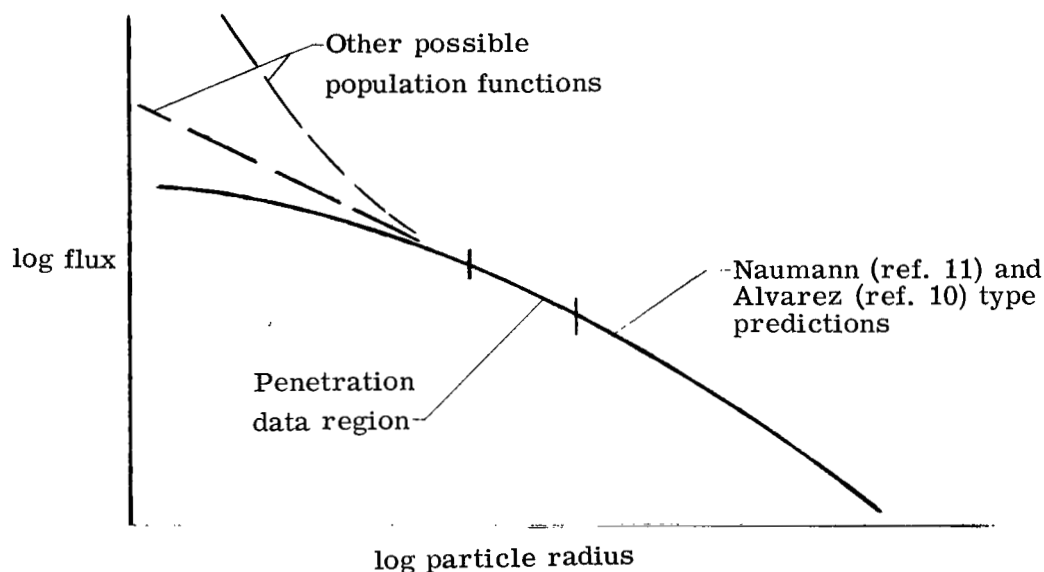 Other possible
population functions
log flux
Naumann (ref. 11) and
Alvarez (ref. 10) type
predictions
Penetration
data region
log particle radius